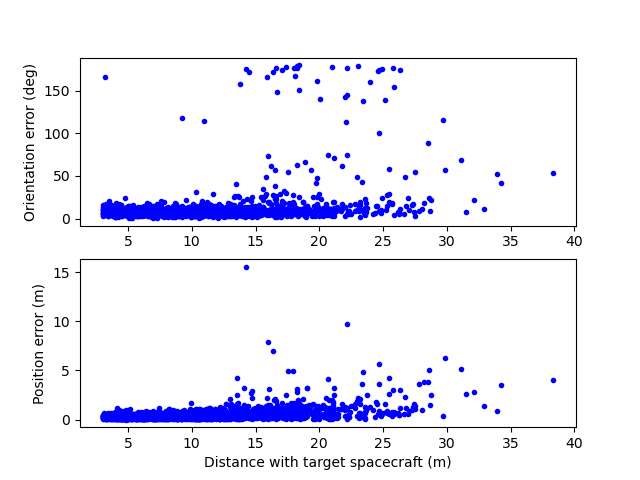 Orientation error (deg)
150
100
50
0
5 10 15 20 25 30 35 40
Position error (m)
15
10
5
0
5 10 15 20 25 30 35 40
Distance with target spacecraft (m)